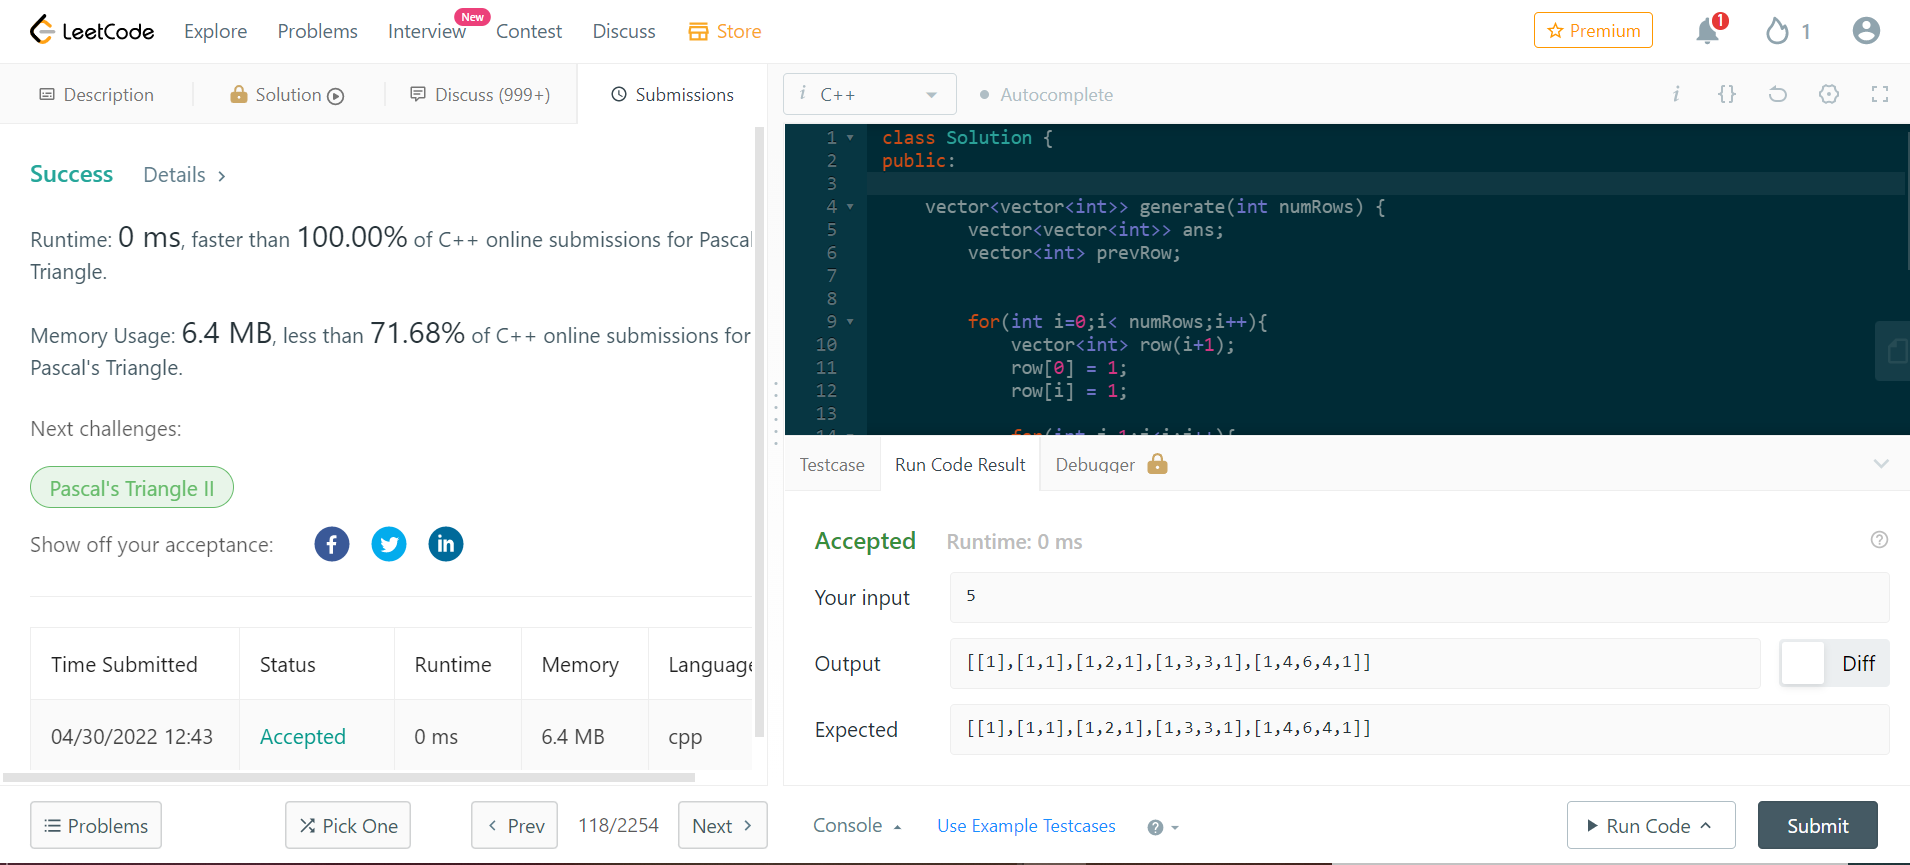 LeetCode Explore Problems Interview New Contest Discuss Store Premium 1 1
Description Solution Discuss (999+) Submissions
Success Details
Runtime: 0 ms, faster than 100.00% of C++ online submissions for Pascal
Triangle.
Memory Usage: 6.4 MB, less than 71.68% of C++ online submissions for
Pascal's Triangle.
Next challenges:
Pascal's Triangle II
Show off your acceptance:
Time Submitted Status Runtime Memory Language
04/30/2022 12:43 Accepted 0 ms 6.4 MB cpp
Problems Pick One Prev 118/2254 Next
i C++ Autocomplete i {}
1 class Solution {
2 public:
3
4 vector<vector<int>> generate(int numRows) {
5 vector<vector<int>> ans;
6 vector<int> prevRow;
7
8
9 for(int i=0;i< numRows;i++){
10 vector<int> row(i+1);
11 row[0] = 1;
12 row[i] = 1;
13
Testcase Run Code Result Debugger
Accepted Runtime: 0 ms
Your input 5
Output [[1],[1,1],[1,2,1],[1,3,3,1],[1,4,6,4,1]] Diff
Expected [[1],[1,1],[1,2,1],[1,3,3,1],[1,4,6,4,1]]
Console Use Example Testcases ? Run Code Submit